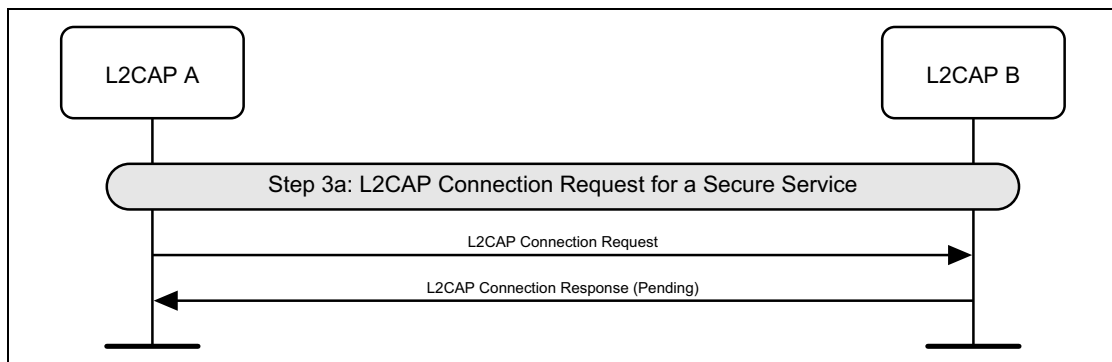 L2CAP A
L2CAP B
Step 3a: L2CAP Connection Request for a Secure Service
L2CAP Connection Request
L2CAP Connection Response (Pending)